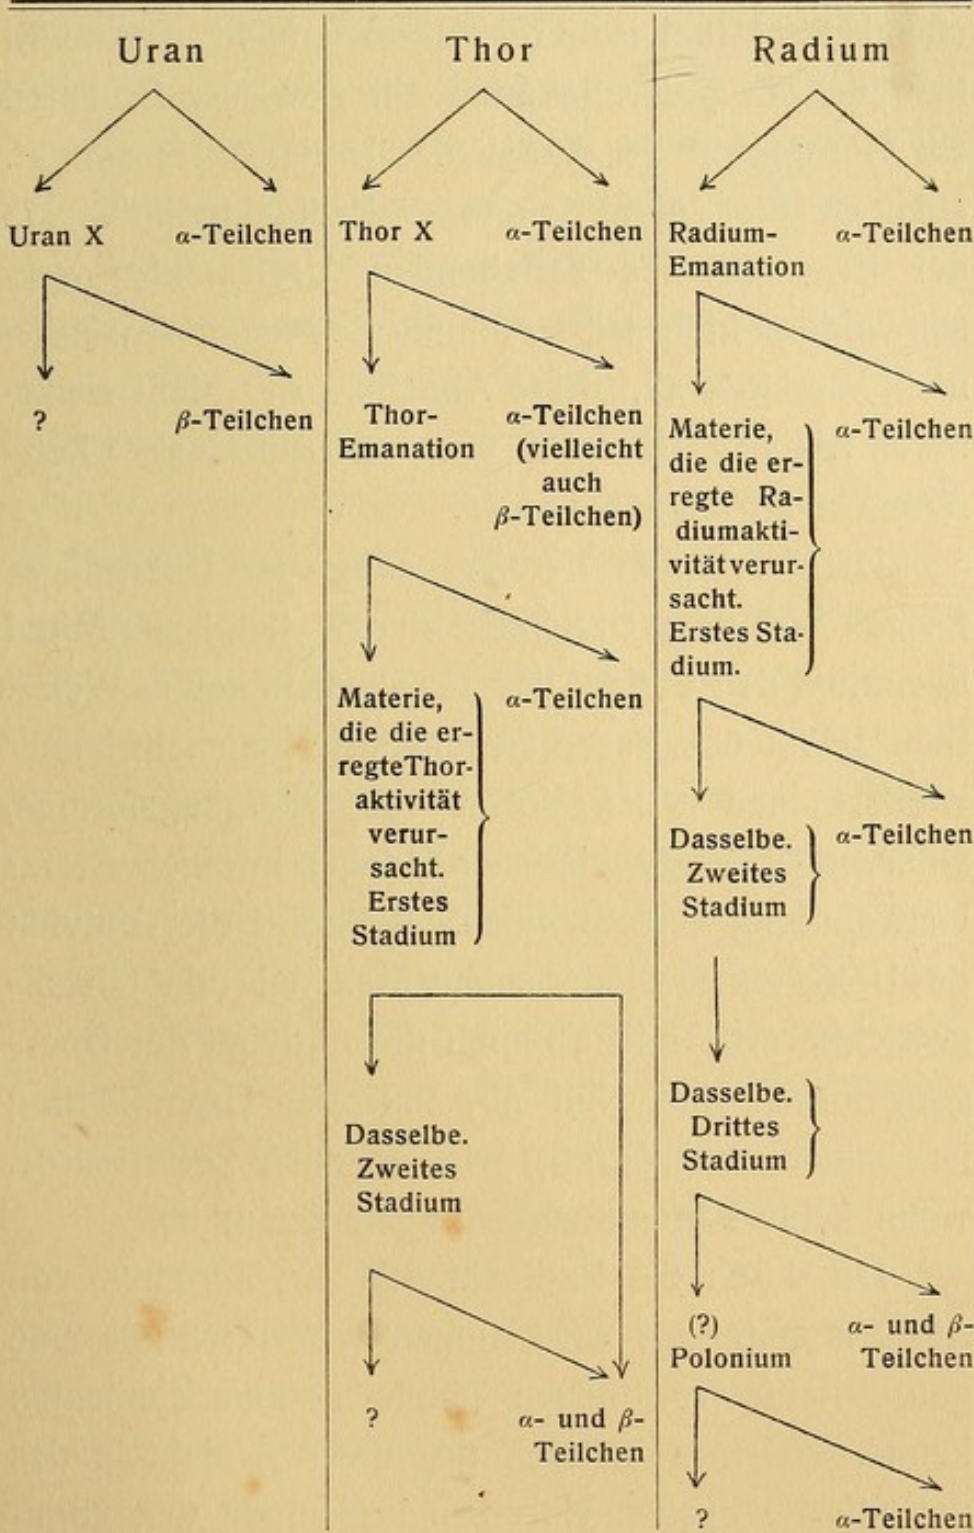 Uran
Uran X
α-Teilchen
?
β-Teilchen
Thor
Thor X
α-Teilchen
Thor-
Emanation
α-Teilchen
(vielleicht
auch
β-Teilchen)
Materie,
die die er-
regte Thor-
aktivität
verur-
sacht.
Erstes
Stadium
α-Teilchen
Dasselbe.
Zweites
Stadium
?
α- und β-
Teilchen
Radium
Radium-
Emanation
α-Teilchen
Materie,
die die er-
regte Ra-
diumakti-
vität verur-
sacht.
Erstes Sta-
dium.
α-Teilchen
Dasselbe.
Zweites
Stadium
α-Teilchen
Dasselbe.
Drittes
Stadium
(?)
Polonium
α- und β-
Teilchen
?
α-Teilchen